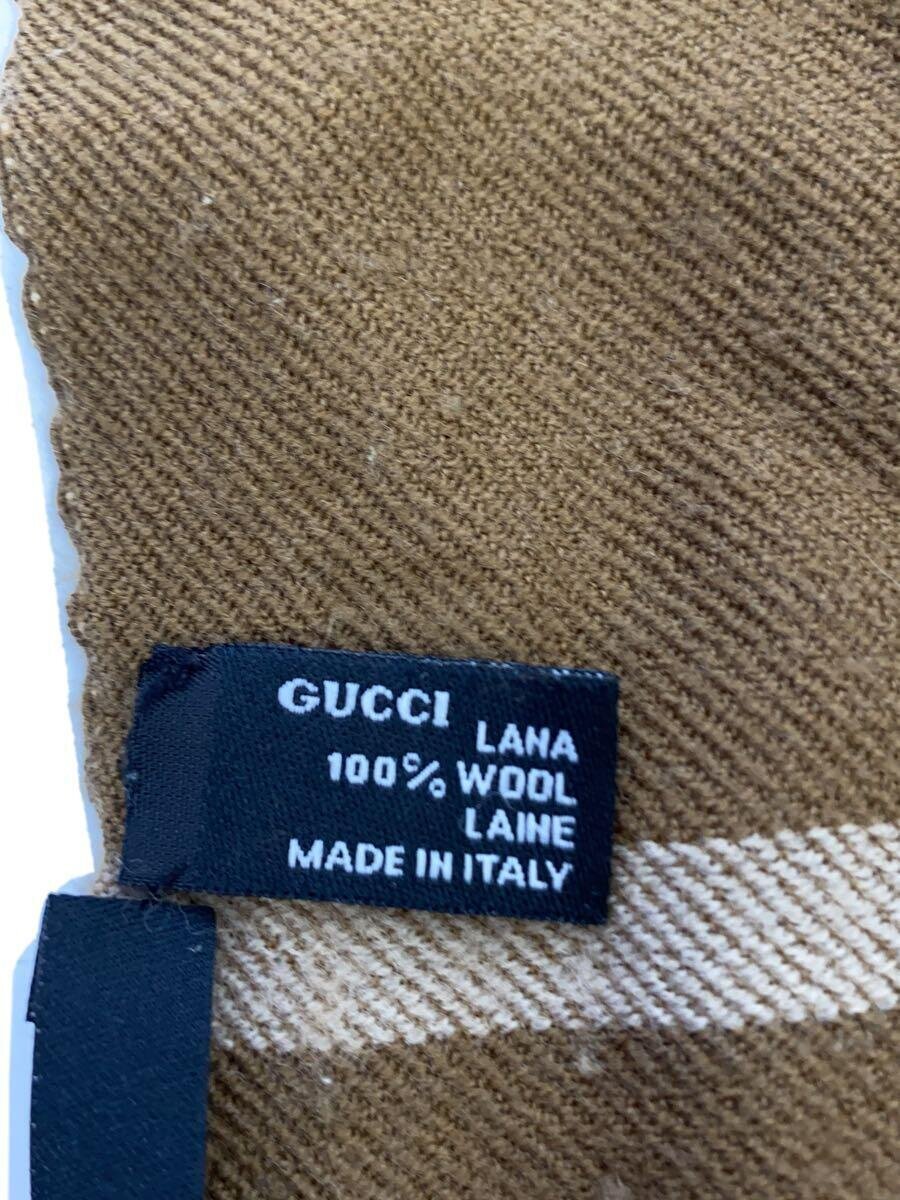 GUCCI
LANA
100% WOOL
LAINE
MADE IN ITALY